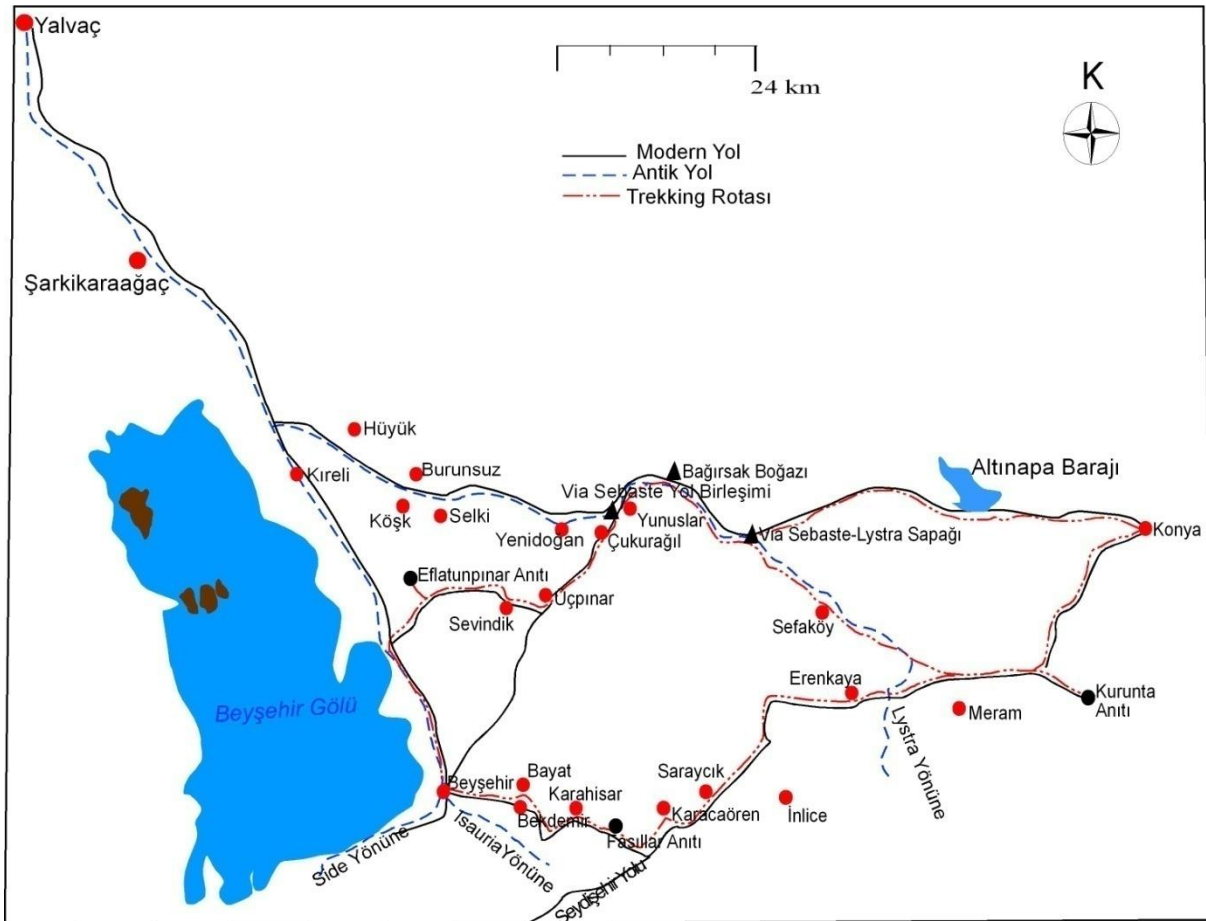 Yalvaç
24 km
K
Modern Yol
Antik Yol
Trekking Rotası
Şarkikaraağaç
Hüyük
Kıreli
Burunsuz
Bağırsak Boğazı
Altınapa Barajı
Via Sebaste Yol Birleşimi
Köşk
Selki
Yunuslar
Yenidoğan
Çukurağıl
Via Sebaste-Lystra Sapağı
Konya
Eflatunpınar Anıtı
Üçpınar
Sevindik
Sefaköy
Erenkaya
Beyşehir Gölü
Meram
Kurunta
Anıtı
Lystra Yönüne
Beyşehir
Bayat
Saraycık
Karahisar
Bekdemir
Karacaören
İnlice
Fasıllar Anıtı
Side Yönüne
Isauria Yönüne
Seydişehir Yolu